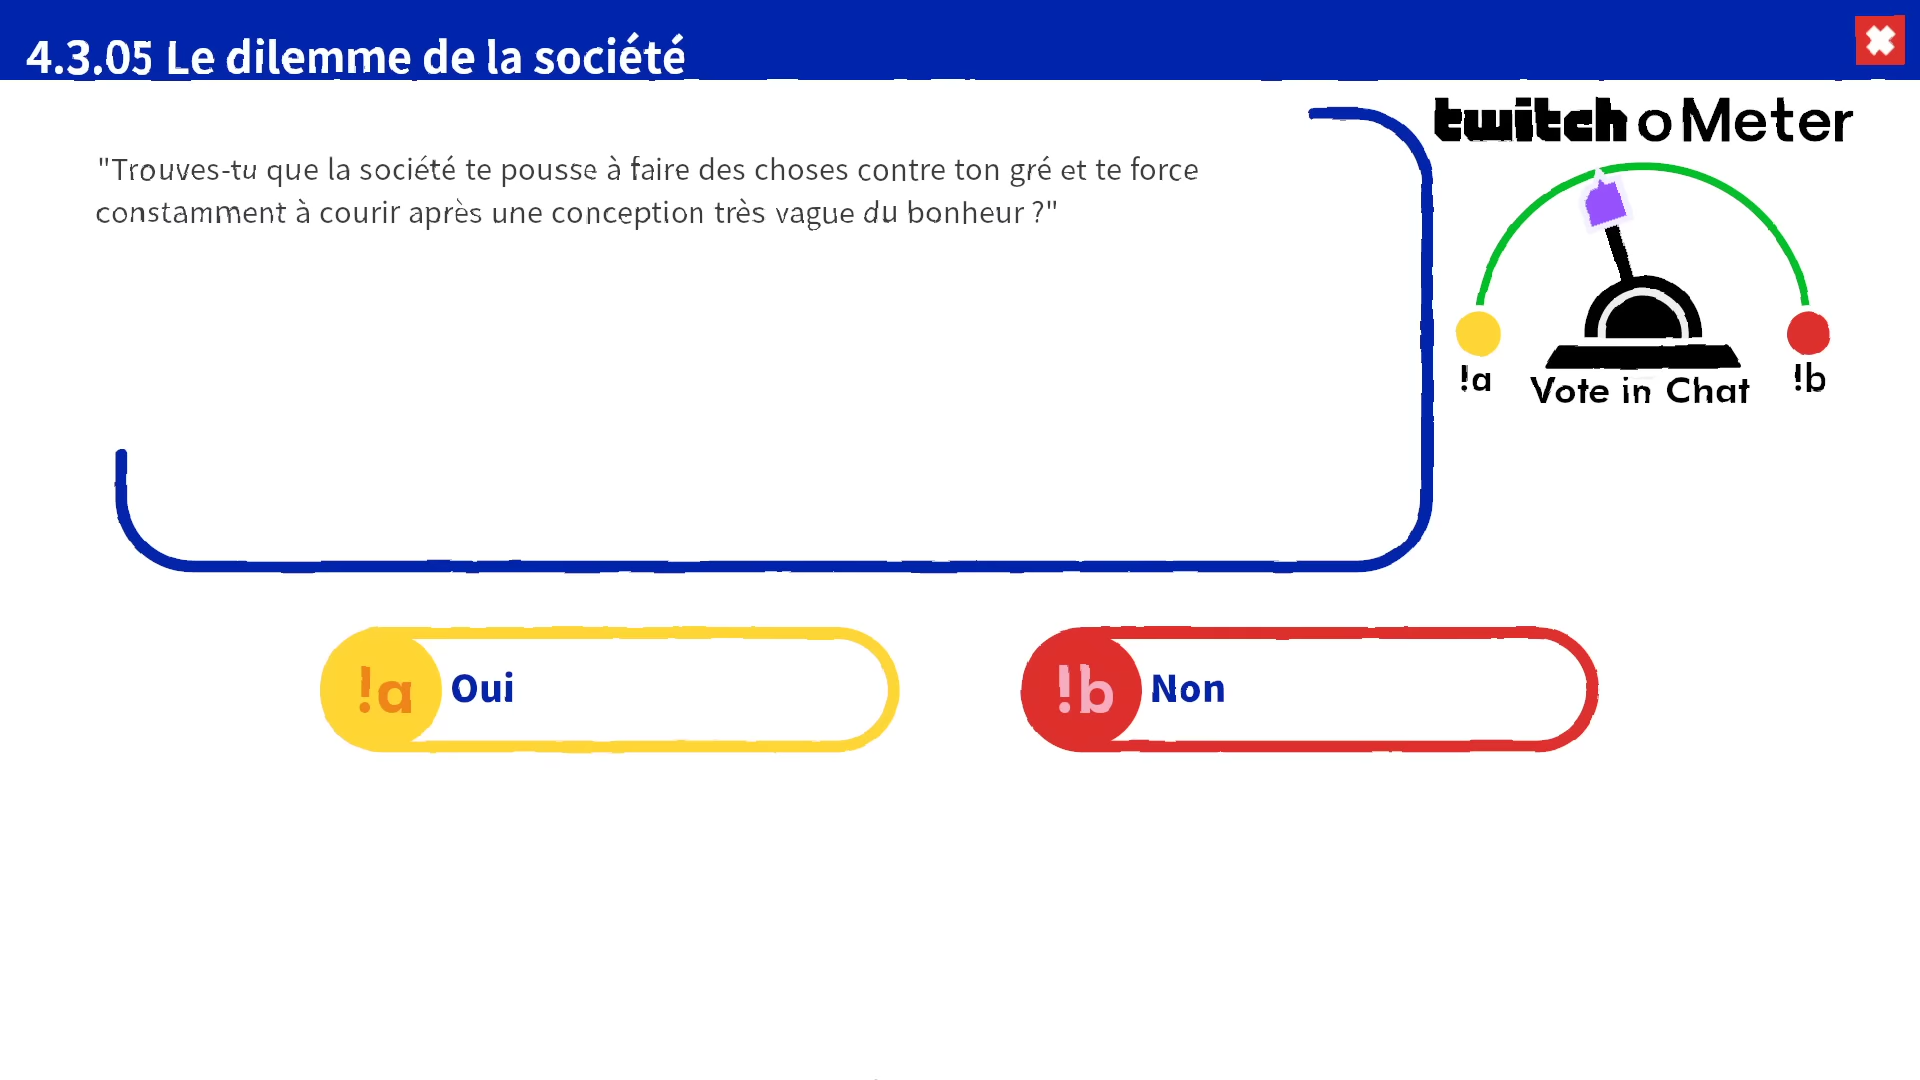 4.3.05 Le dilemme de la société
twitch o Meter
"Trouves-tu que la société te pousse à faire des choses contre ton gré et te force
constamment à courir après une conception très vague du bonheur ?"
!a
Vote in Chat
!b
!a Oui
!b Non